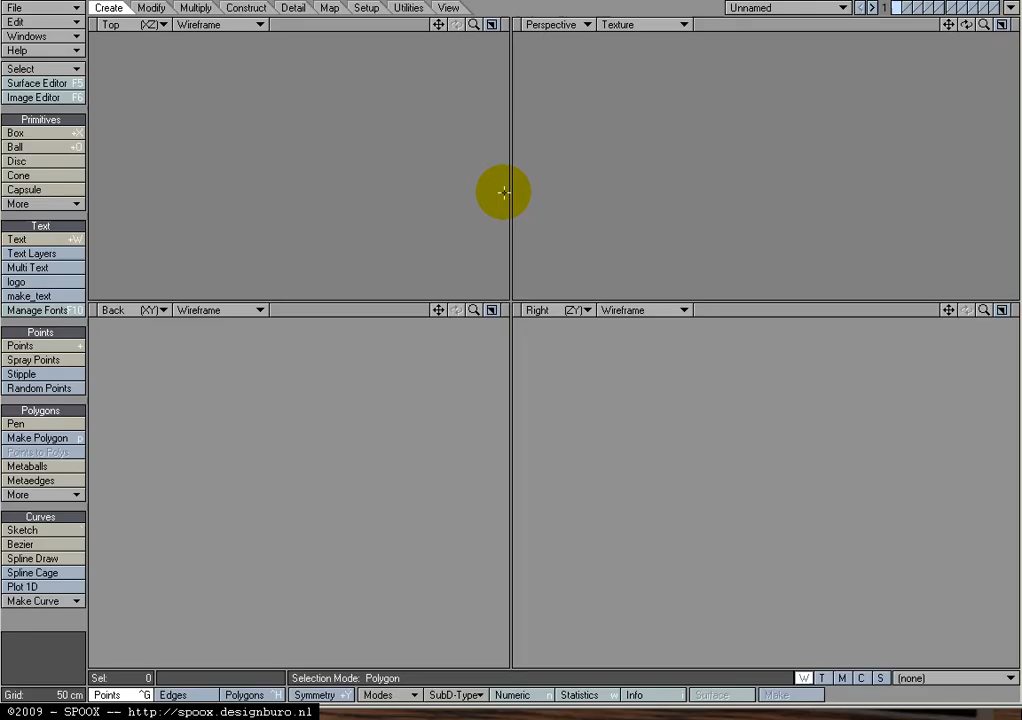 File Create Modify Multiply Construct Detail Map Setup Utilities View Unnamed 1
Edit Top (XZ) Wireframe Perspective Texture
Windows
Help
Select
Surface Editor F5
Image Editor F6
Primitives
Box +X
Ball +O
Disc
Cone
Capsule
More
Text
Text +W
Text Layers
Multi Text
logo
make_text
Manage Fonts F10 Back (XY) Wireframe Right (ZY) Wireframe
Points
Points +
Spray Points
Stipple
Random Points
Polygons
Pen
Make Polygon p
Points to Polys
Metaballs
Metaedges
More
Curves
Sketch
Bezier
Spline Draw
Spline Cage
Plot 1D
Make Curve
Sel: 0 Selection Mode: Polygon W T M C S (none)
Grid: 50 cm Points ^G Edges Polygons ^H Symmetry +Y Modes SubD-Type Numeric n Statistics w Info i Surface Make
©2009 - SPOOX -- http://spoox.designburo.nl